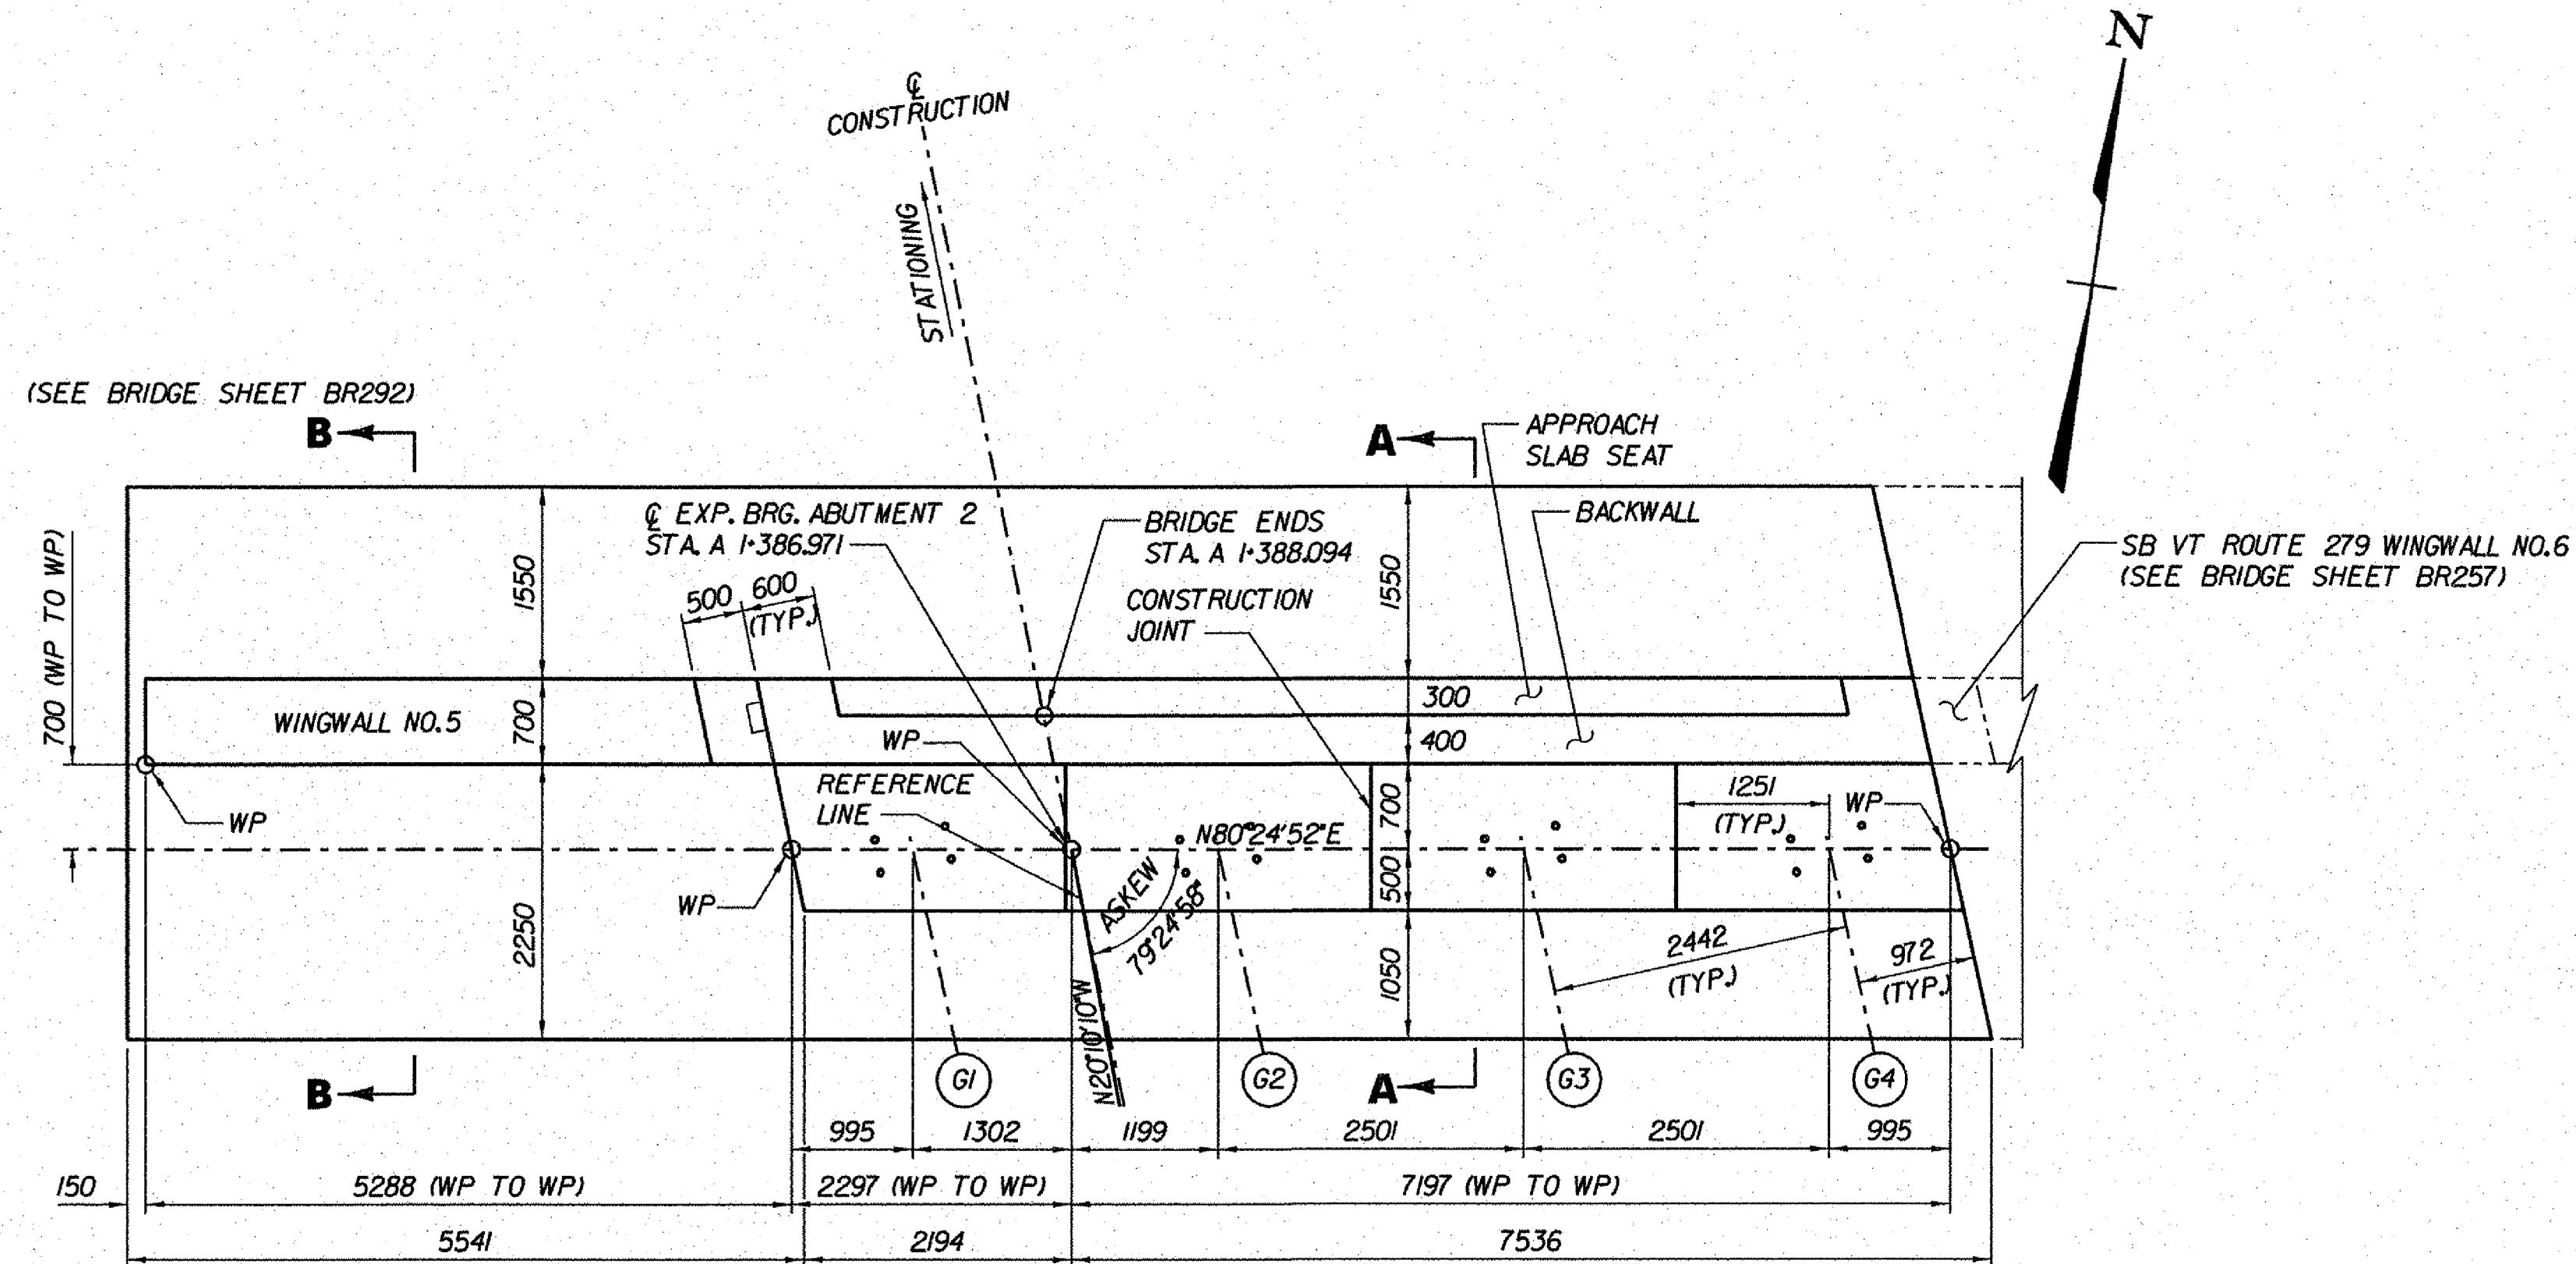 N
℄
CONSTRUCTION
STATIONING
(SEE BRIDGE SHEET BR292)
B
A
APPROACH
SLAB SEAT
℄ EXP. BRG. ABUTMENT 2
STA. A 1+386.971
BRIDGE ENDS
STA. A 1+388.094
BACKWALL
SB VT ROUTE 279 WINGWALL NO.6
(SEE BRIDGE SHEET BR257)
700 (WP TO WP)
1550
500
600
(TYP.)
CONSTRUCTION
JOINT
1550
WINGWALL NO.5
700
300
400
WP
WP
REFERENCE
LINE
N80°24'52"E
700
1251
(TYP.)
WP
WP
2250
ASKEW
79°24'58"
500
2442
(TYP.)
972
(TYP.)
1050
N20°10'10"W
B
G1
G2
A
G3
G4
995
1302
1199
2501
2501
995
150
5288 (WP TO WP)
2297 (WP TO WP)
7197 (WP TO WP)
5541
2194
7536